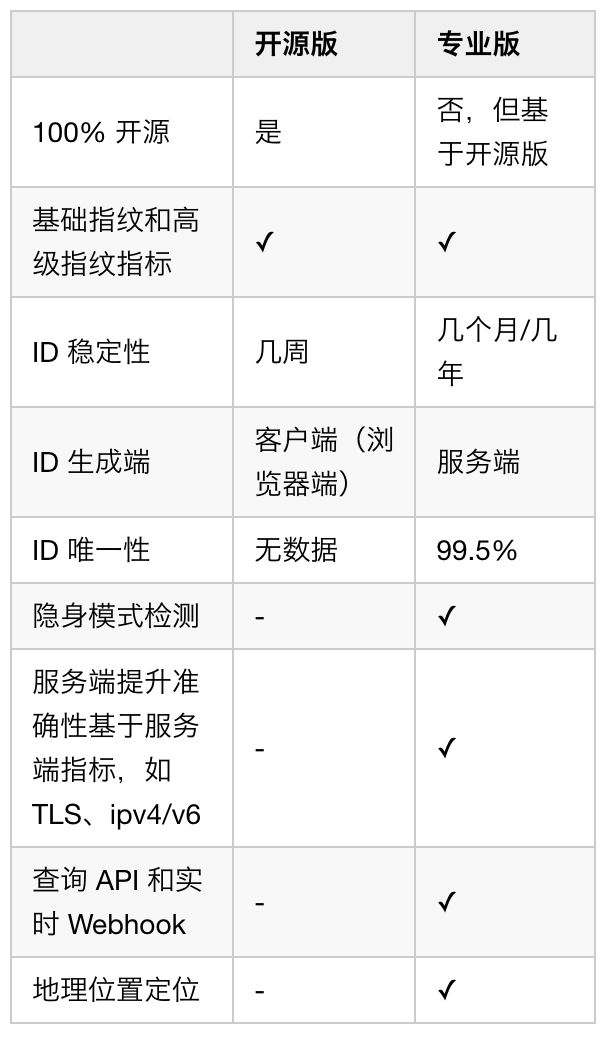 开源版 专业版
100% 开源 是 否，但基
于开源版
基础指纹和高
级指纹指标 ✓ ✓
ID 稳定性 几周 几个月/几
年
ID 生成端 客户端（浏
览器端） 服务端
ID 唯一性 无数据 99.5%
隐身模式检测 - ✓
服务端提升准
确性基于服务
端指标，如
TLS、ipv4/v6 - ✓
查询 API 和实
时 Webhook - ✓
地理位置定位 - ✓